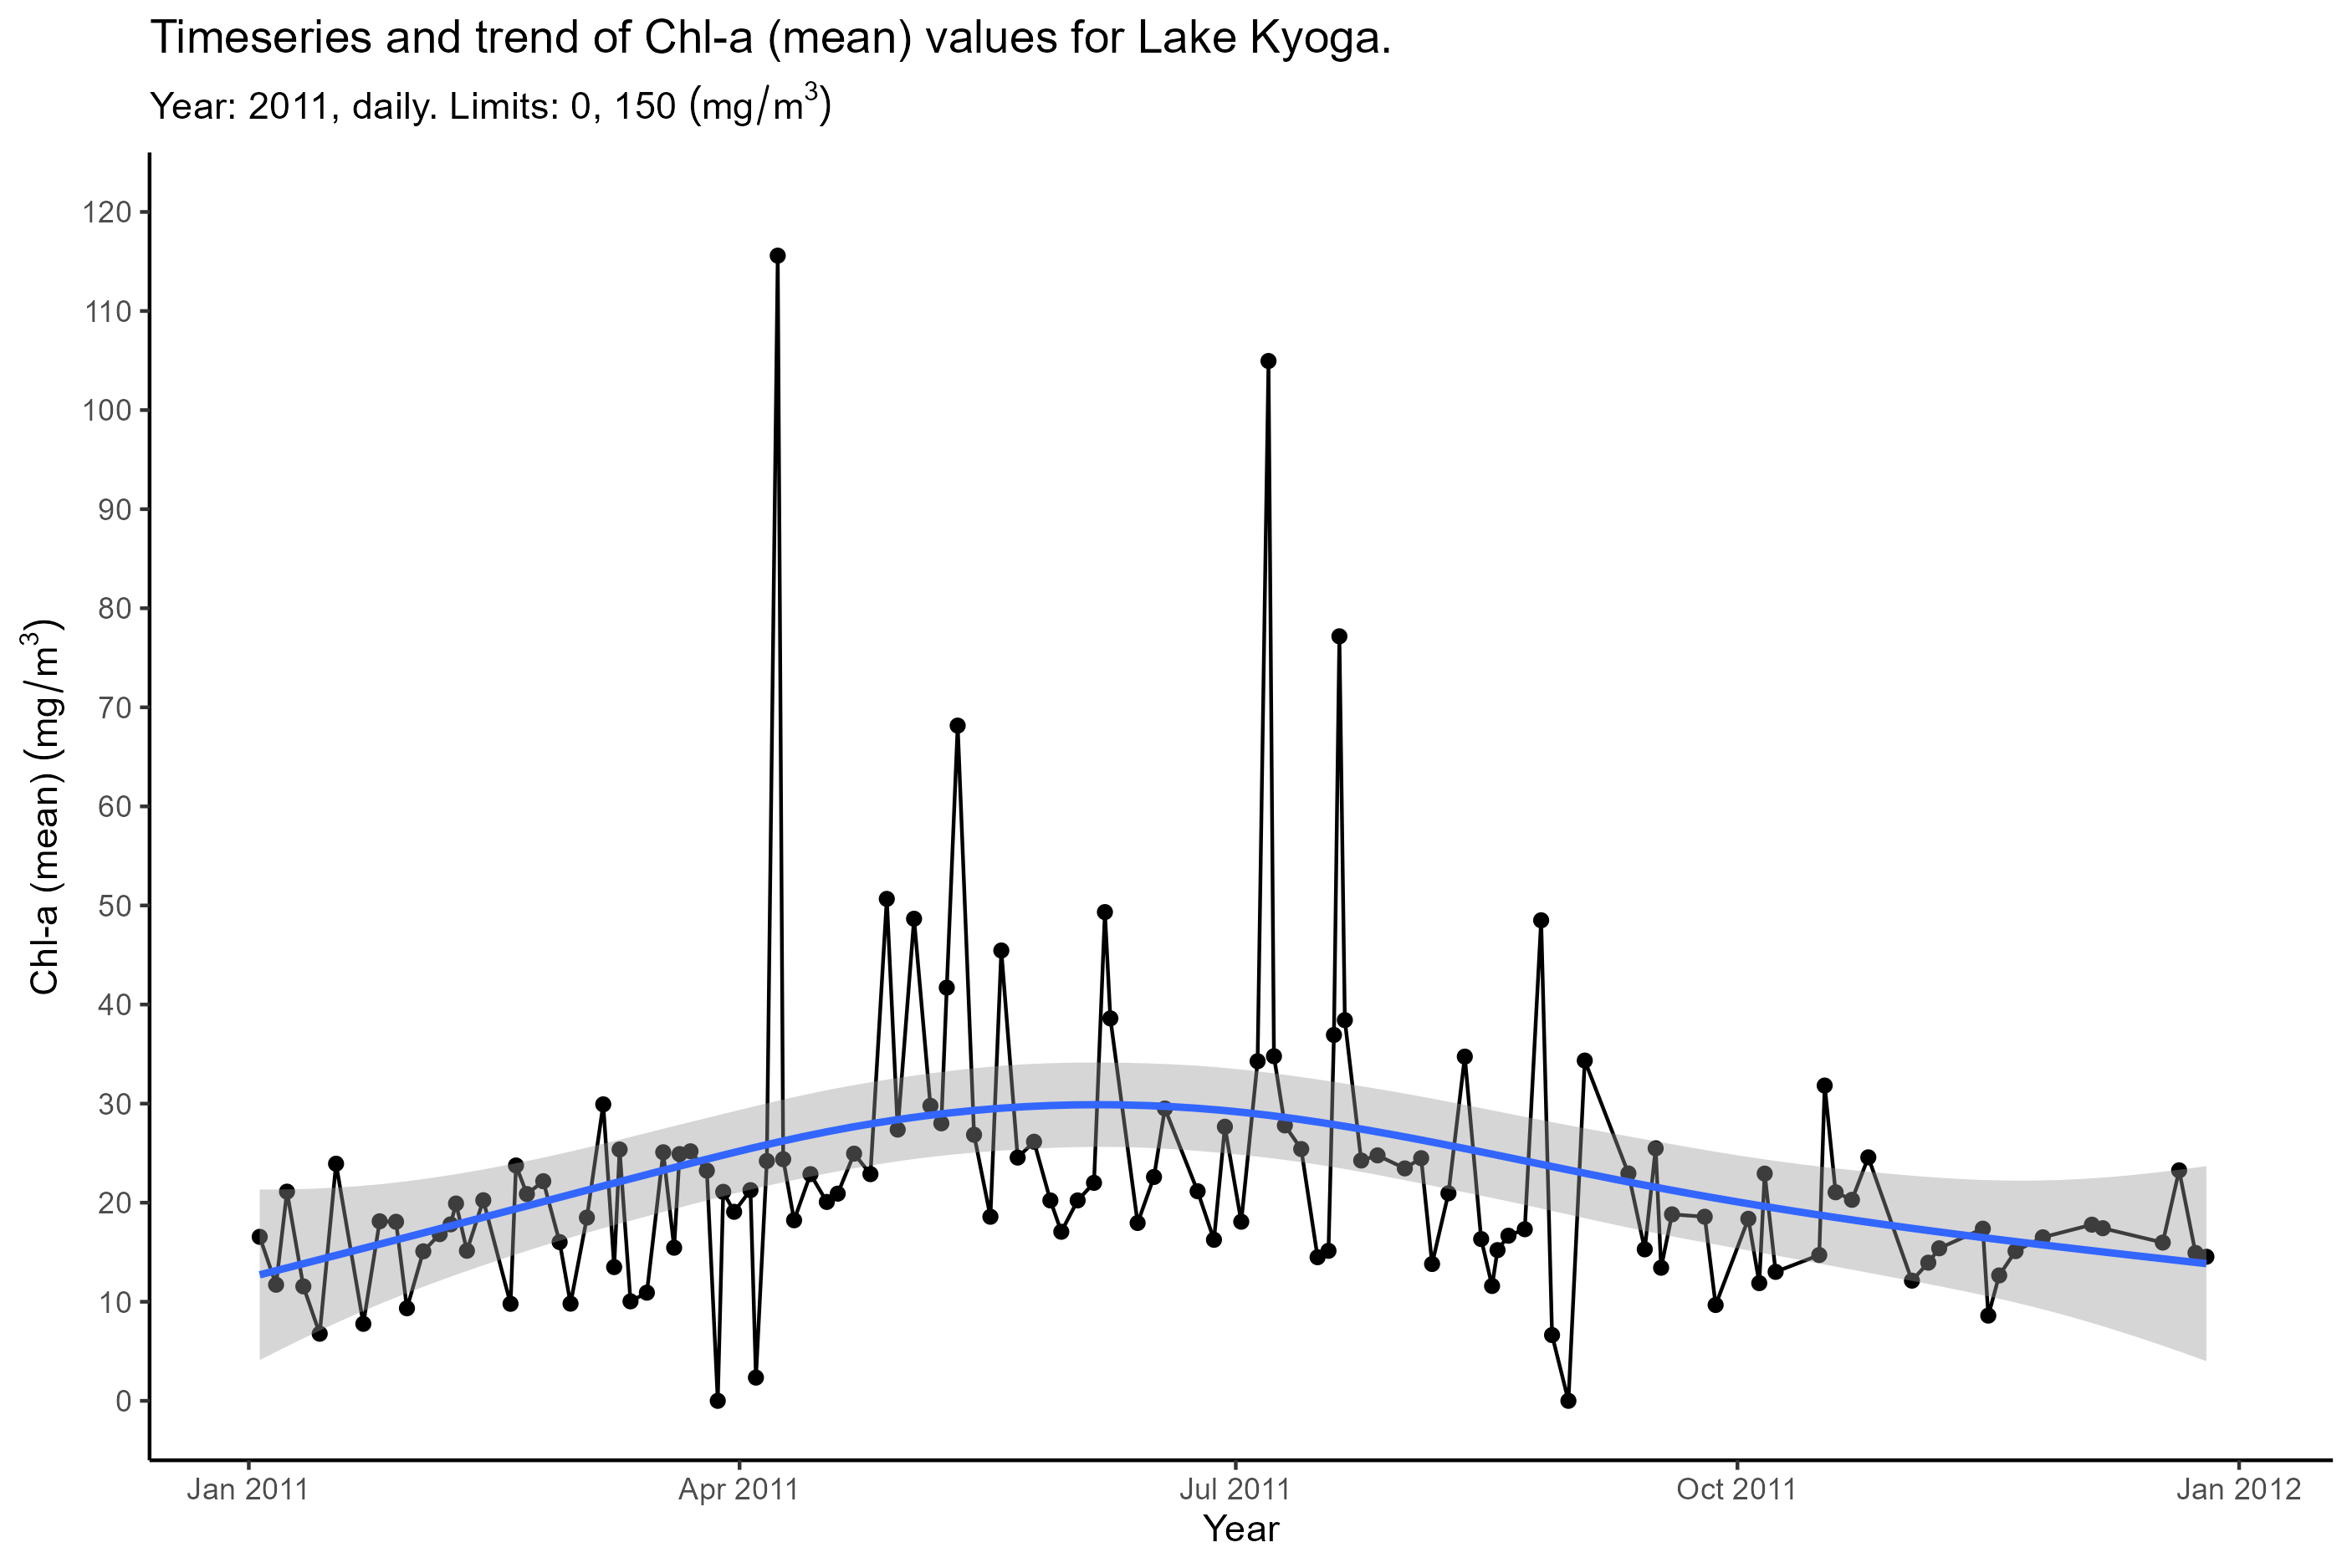 Timeseries and trend of Chl-a (mean) values for Lake Kyoga.
Year: 2011, daily. Limits: 0, 150 (mg/m³)
Chl-a (mean) (mg/m³)
120
110
100
90
80
70
60
50
40
30
20
10
0
Jan 2011 Apr 2011 Jul 2011 Oct 2011 Jan 2012
Year